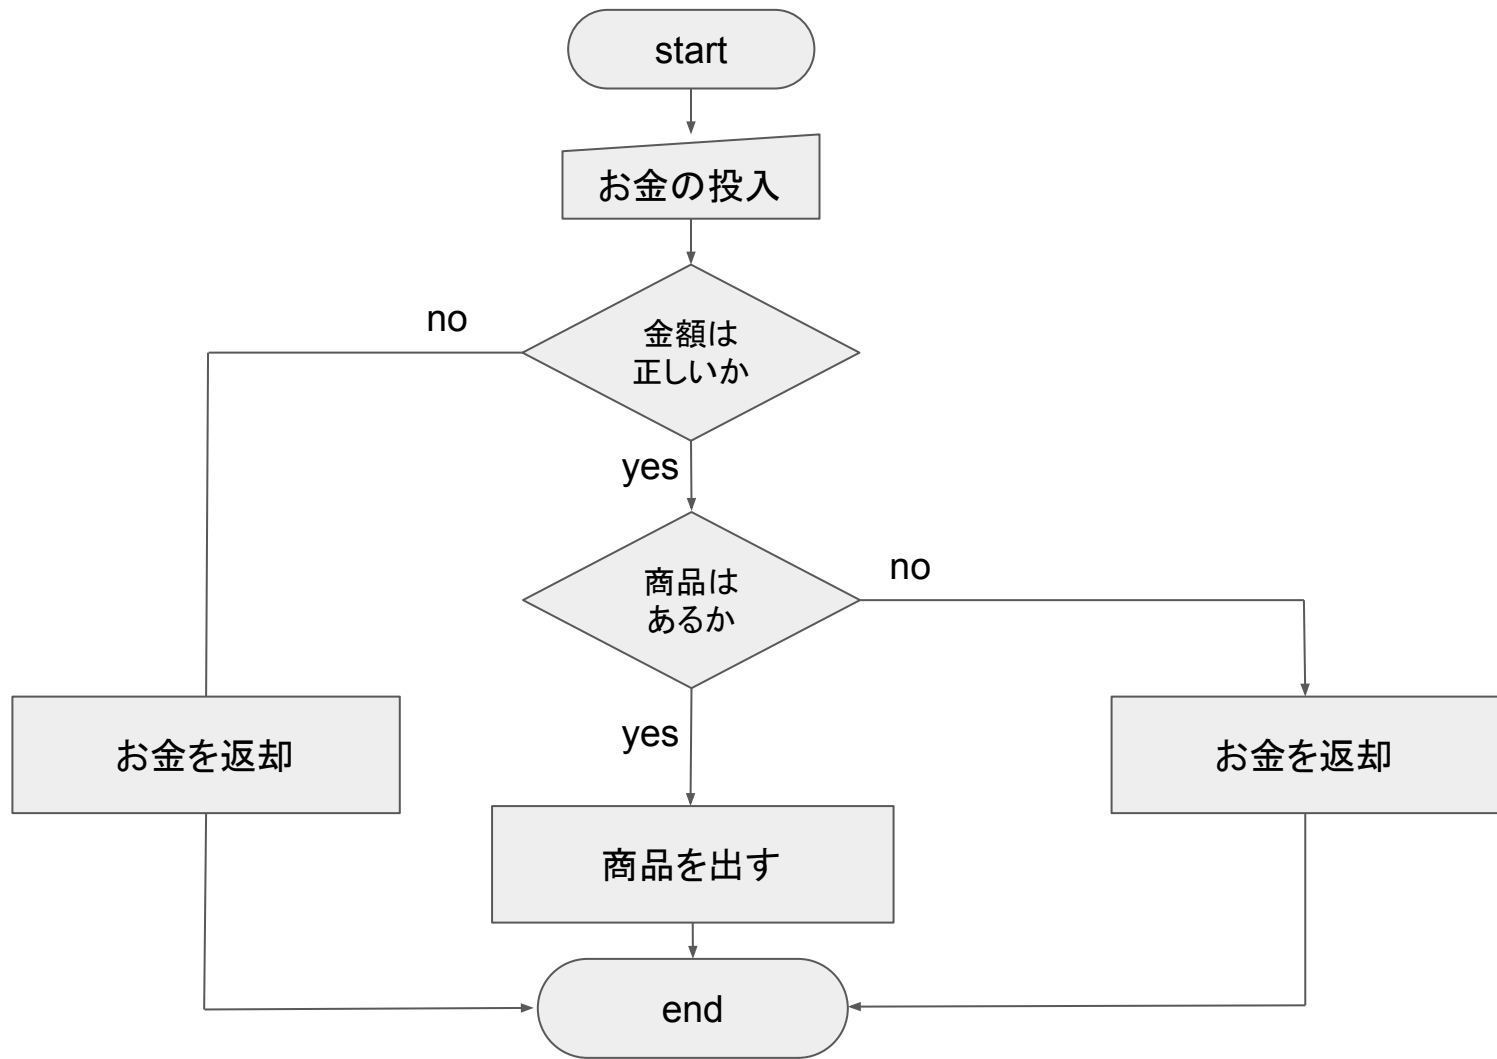 start
お金の投入
no
金額は
正しいか
yes
商品は
あるか
no
yes
お金を返却
お金を返却
商品を出す
end